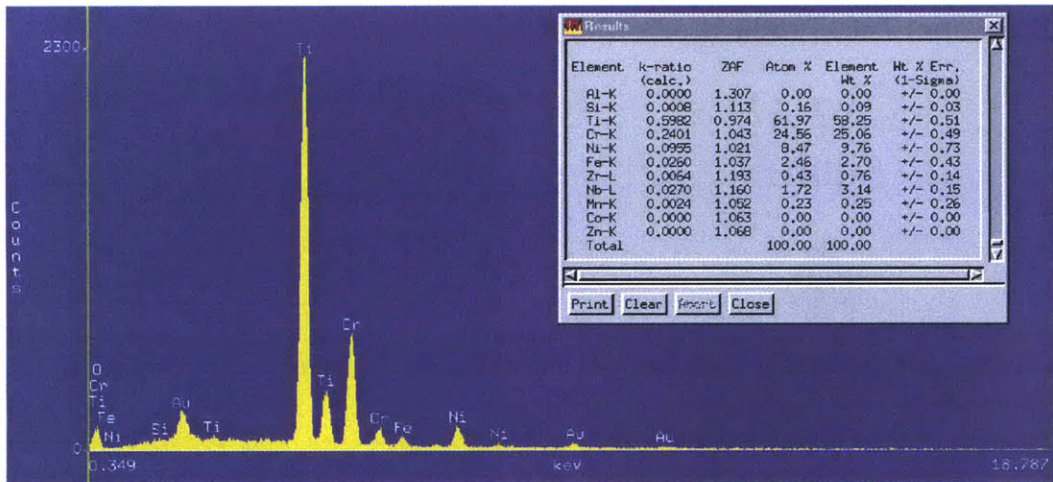 Results
Element k-ratio ZAF Atom % Element Wt % Err.
(calc.) Wt % (1-Sigma)
Al-K 0.0000 1.307 0.00 0.00 +/- 0.00
Si-K 0.0008 1.113 0.16 0.09 +/- 0.03
Ti-K 0.5982 0.974 61.97 58.25 +/- 0.51
Cr-K 0.2401 1.043 24.56 25.06 +/- 0.49
Ni-K 0.0955 1.021 8.47 9.76 +/- 0.73
Fe-K 0.0260 1.037 2.46 2.70 +/- 0.43
Zr-L 0.0064 1.193 0.43 0.76 +/- 0.14
Nb-L 0.0270 1.160 1.72 3.14 +/- 0.15
Mn-K 0.0024 1.052 0.23 0.25 +/- 0.26
Co-K 0.0000 1.063 0.00 0.00 +/- 0.00
Zn-K 0.0000 1.068 0.00 0.00 +/- 0.00
Total 100.00 100.00
Print Clear Abort Close
2300
Counts
Ti
Cr
O
Cr
Ti
Fe
Ni
Si
Au
Ti
Ti
Cr
Fe
Ni
Ni
Au
Au
0
0.349 kev 18.787